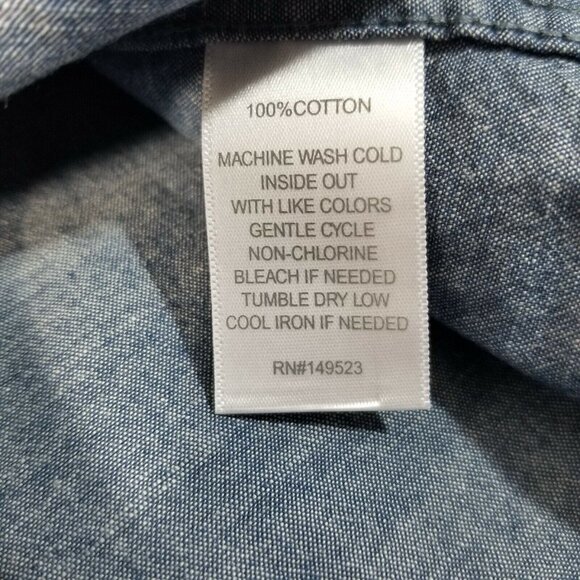 100%COTTON
MACHINE WASH COLD
INSIDE OUT
WITH LIKE COLORS
GENTLE CYCLE
NON-CHLORINE
BLEACH IF NEEDED
TUMBLE DRY LOW
COOL IRON IF NEEDED
RN#149523